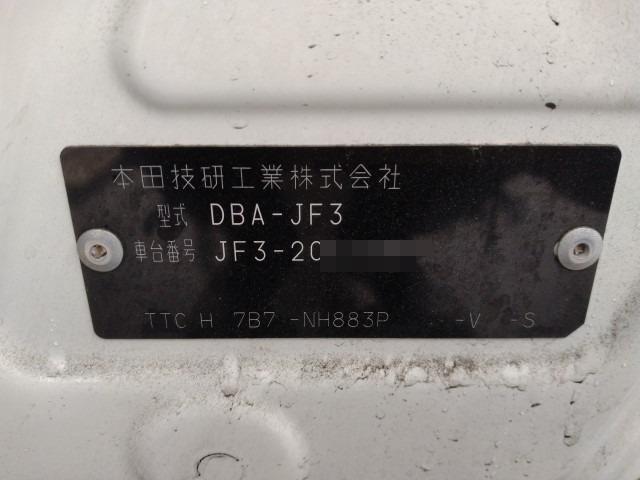 本田技研工業株式会社
型式 DBA-JF3
車台番号 JF3-20
TTC H 7B7 -NH883P -V -S